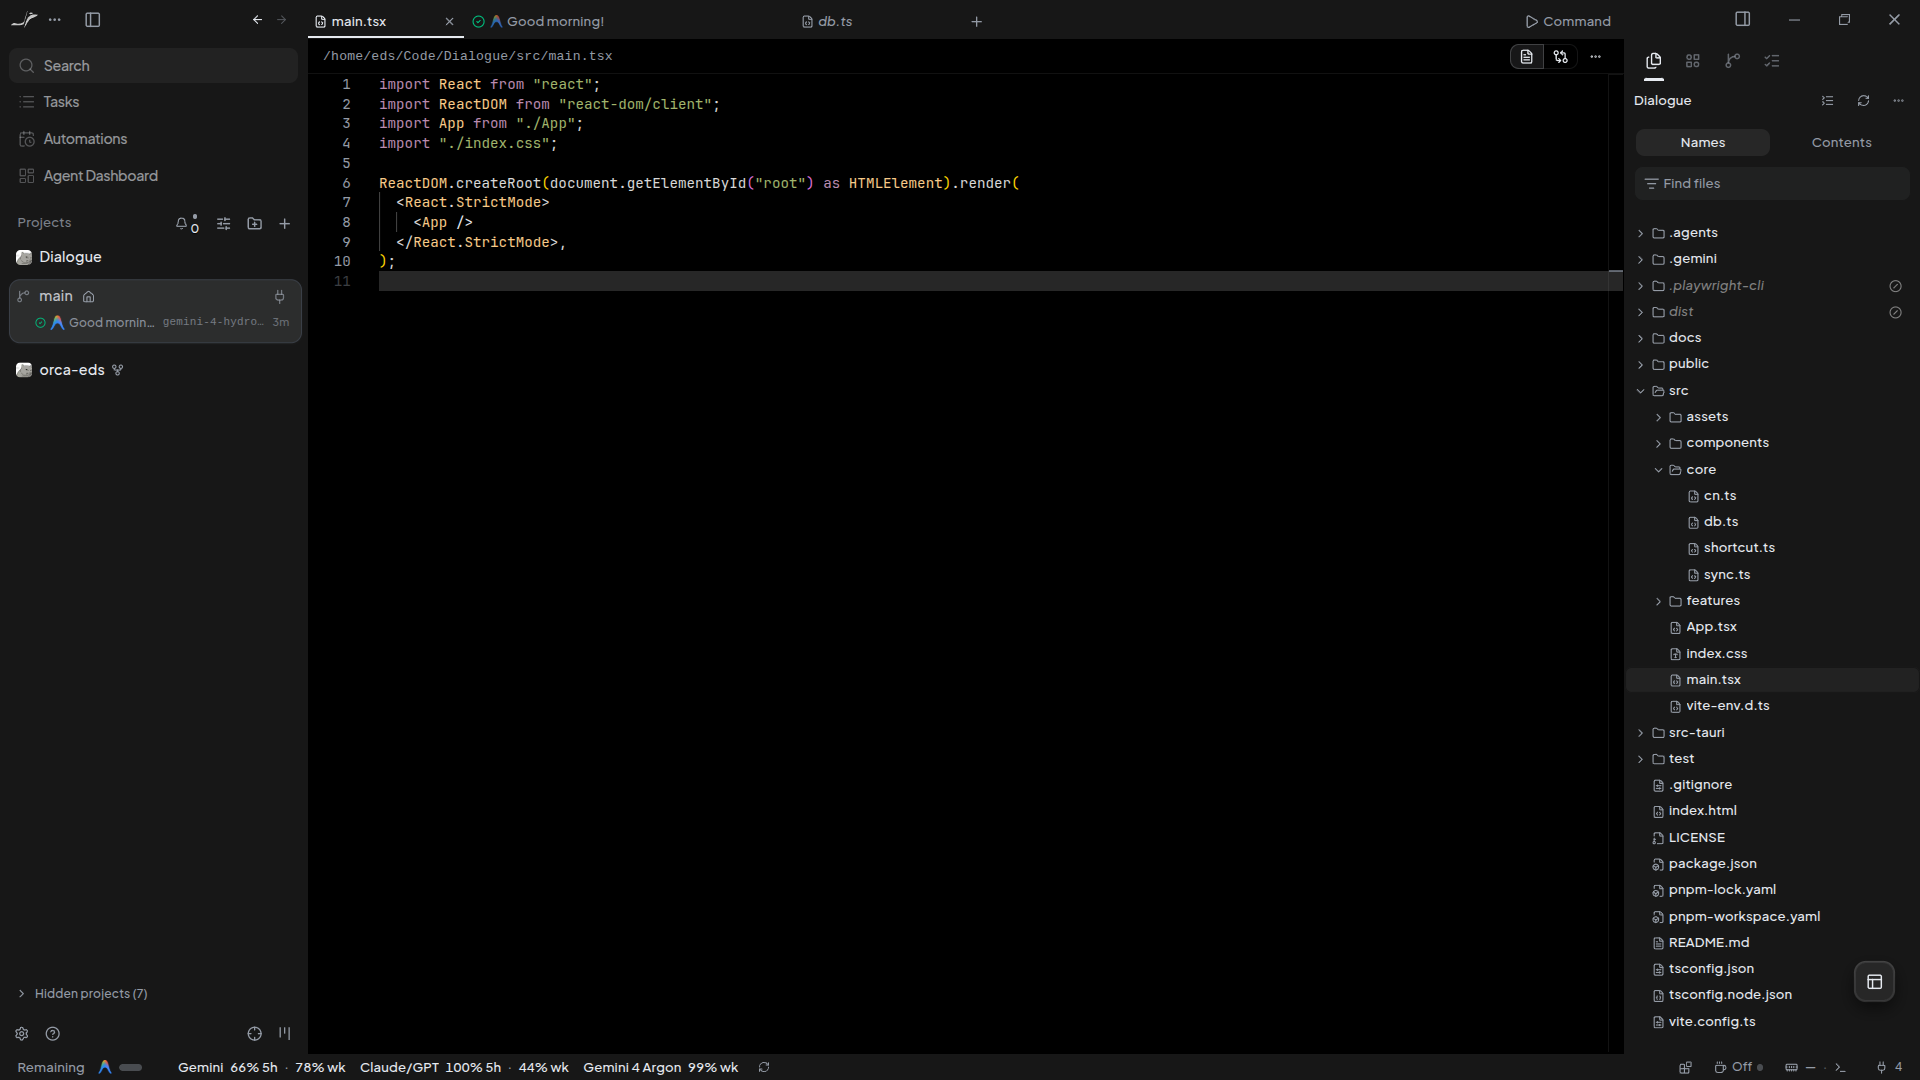 main.tsx
Good morning!
db.ts
Command
Search
Tasks
Automations
Agent Dashboard
Projects
0
Dialogue
main
Good mornin... gemini-4-hydro... 3m
orca-eds
Hidden projects (7)
/home/eds/Code/Dialogue/src/main.tsx
1 import React from "react";
2 import ReactDOM from "react-dom/client";
3 import App from "./App";
4 import "./index.css";
5
6 ReactDOM.createRoot(document.getElementById("root") as HTMLElement).render(
7 <React.StrictMode>
8 <App />
9 </React.StrictMode>,
10 );
11
Dialogue
Names Contents
Find files
.agents
.gemini
.playwright-cli
dist
docs
public
src
assets
components
core
cn.ts
db.ts
shortcut.ts
sync.ts
features
App.tsx
index.css
main.tsx
vite-env.d.ts
src-tauri
test
.gitignore
index.html
LICENSE
package.json
pnpm-lock.yaml
pnpm-workspace.yaml
README.md
tsconfig.json
tsconfig.node.json
vite.config.ts
Remaining Gemini 66% 5h · 78% wk Claude/GPT 100% 5h · 44% wk Gemini 4 Argon 99% wk
Off — · 4